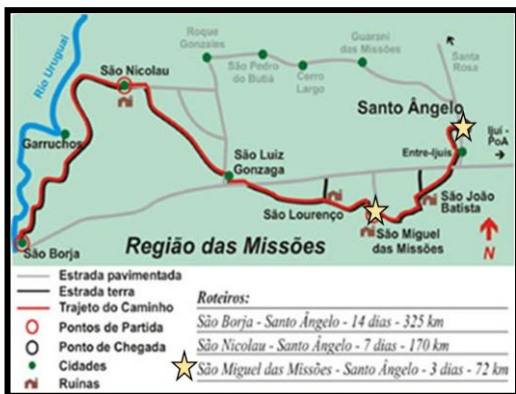 Rio Uruguai
Roque
Gonzales
São Pedro
do Butiá
Cerro
Largo
Guarani
das Missões
Santa
Rosa
São Nicolau
Santo Ângelo
Garruchos
Entre-Ijuis
Ijuí -
PoA
São Luiz
Gonzaga
São Lourenço
São João
Batista
São Miguel
das Missões
São Borja
Região das Missões
N
Estrada pavimentada
Estrada terra
Trajeto do Caminho
Pontos de Partida
Ponto de Chegada
Cidades
Ruínas
Roteiros:
São Borja - Santo Ângelo - 14 dias - 325 km
São Nicolau - Santo Ângelo - 7 dias - 170 km
São Miguel das Missões - Santo Ângelo - 3 dias - 72 km